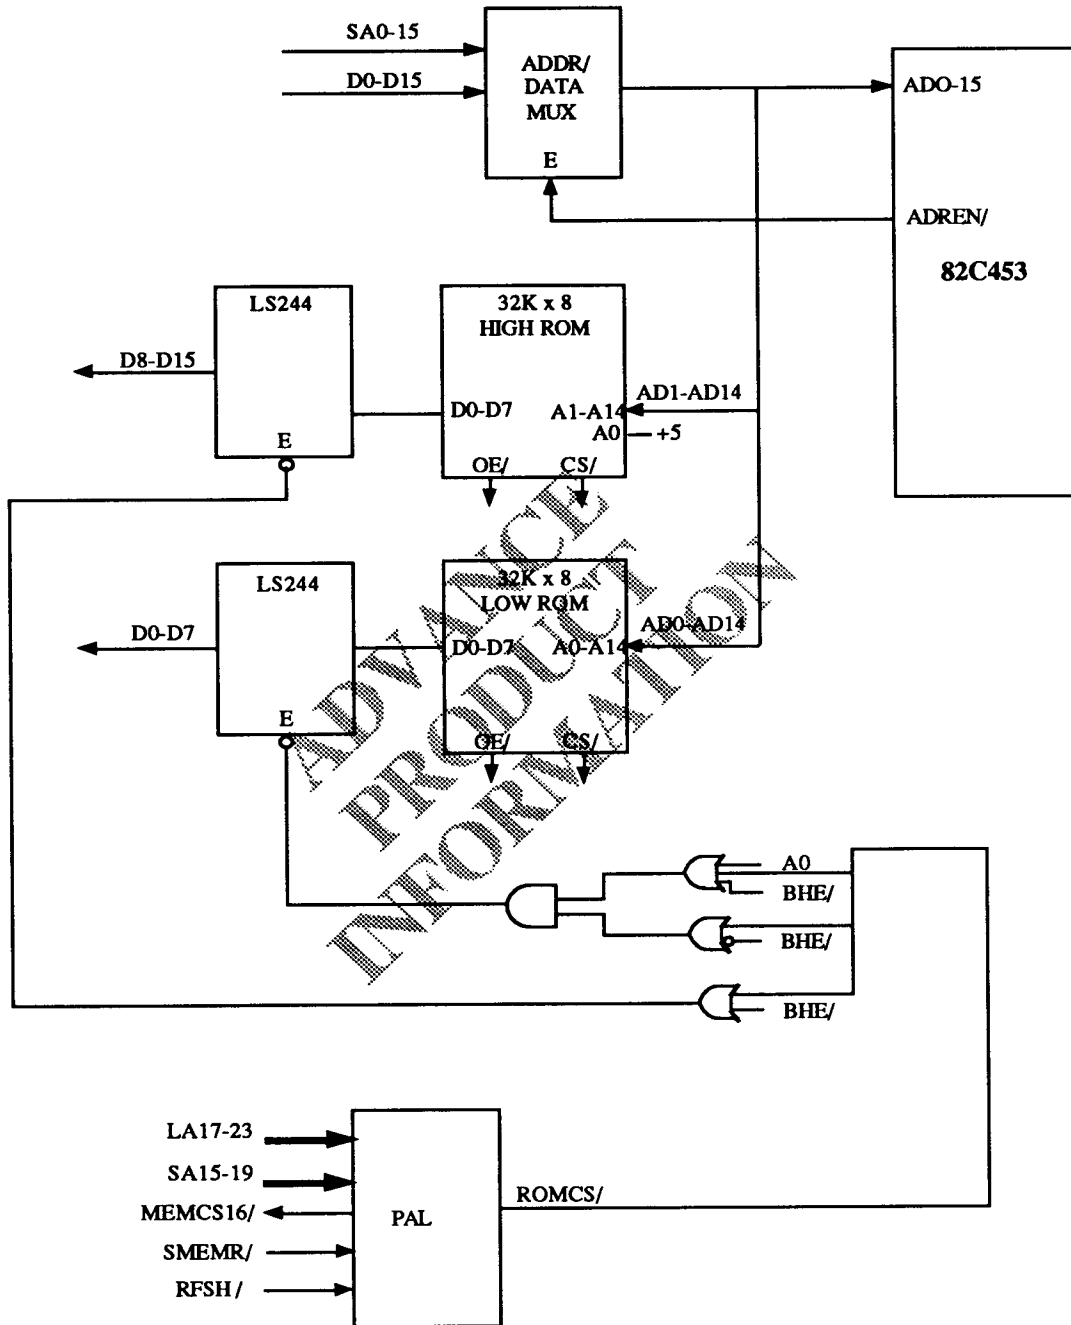 SA0-15
D0-D15
ADDR/
DATA
MUX
E
ADO-15
ADREN/
82C453
LS244
D8-D15
E
32K x 8
HIGH ROM
D0-D7
A1-A14
A0
+5
AD1-AD14
OE/
CS/
LS244
D0-D7
E
32K x 8
LOW ROM
D0-D7
A0-A14
AD0-AD14
OE/
CS/
ADVANCE
PRODUCT
INFORMATION
A0
BHE/
BHE/
BHE/
LA17-23
SA15-19
MEMCS16/
SMEMR/
RFSH/
PAL
ROMCS/